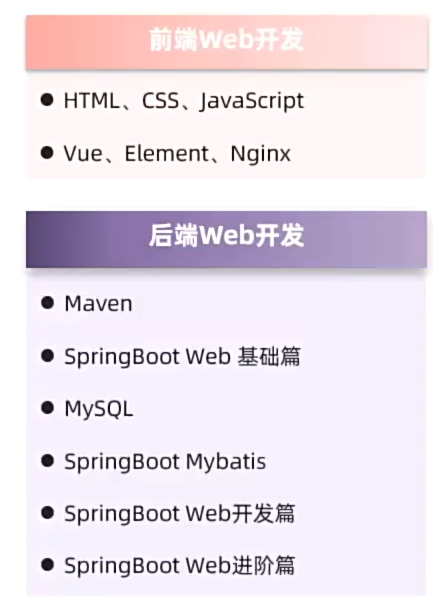 前端Web开发
● HTML、CSS、JavaScript
● Vue、Element、Nginx
后端Web开发
● Maven
● SpringBoot Web 基础篇
● MySQL
● SpringBoot Mybatis
● SpringBoot Web开发篇
● SpringBoot Web进阶篇